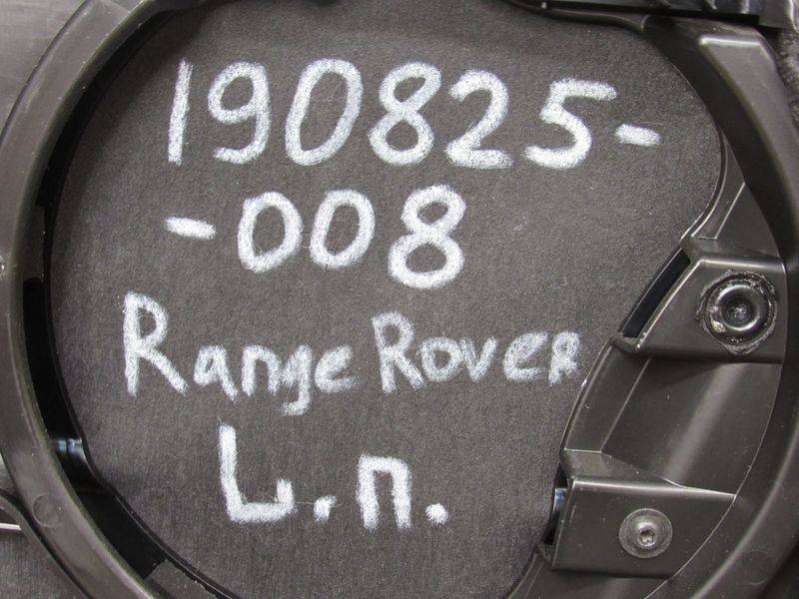 190825-
-008
Range Rover
L.п.